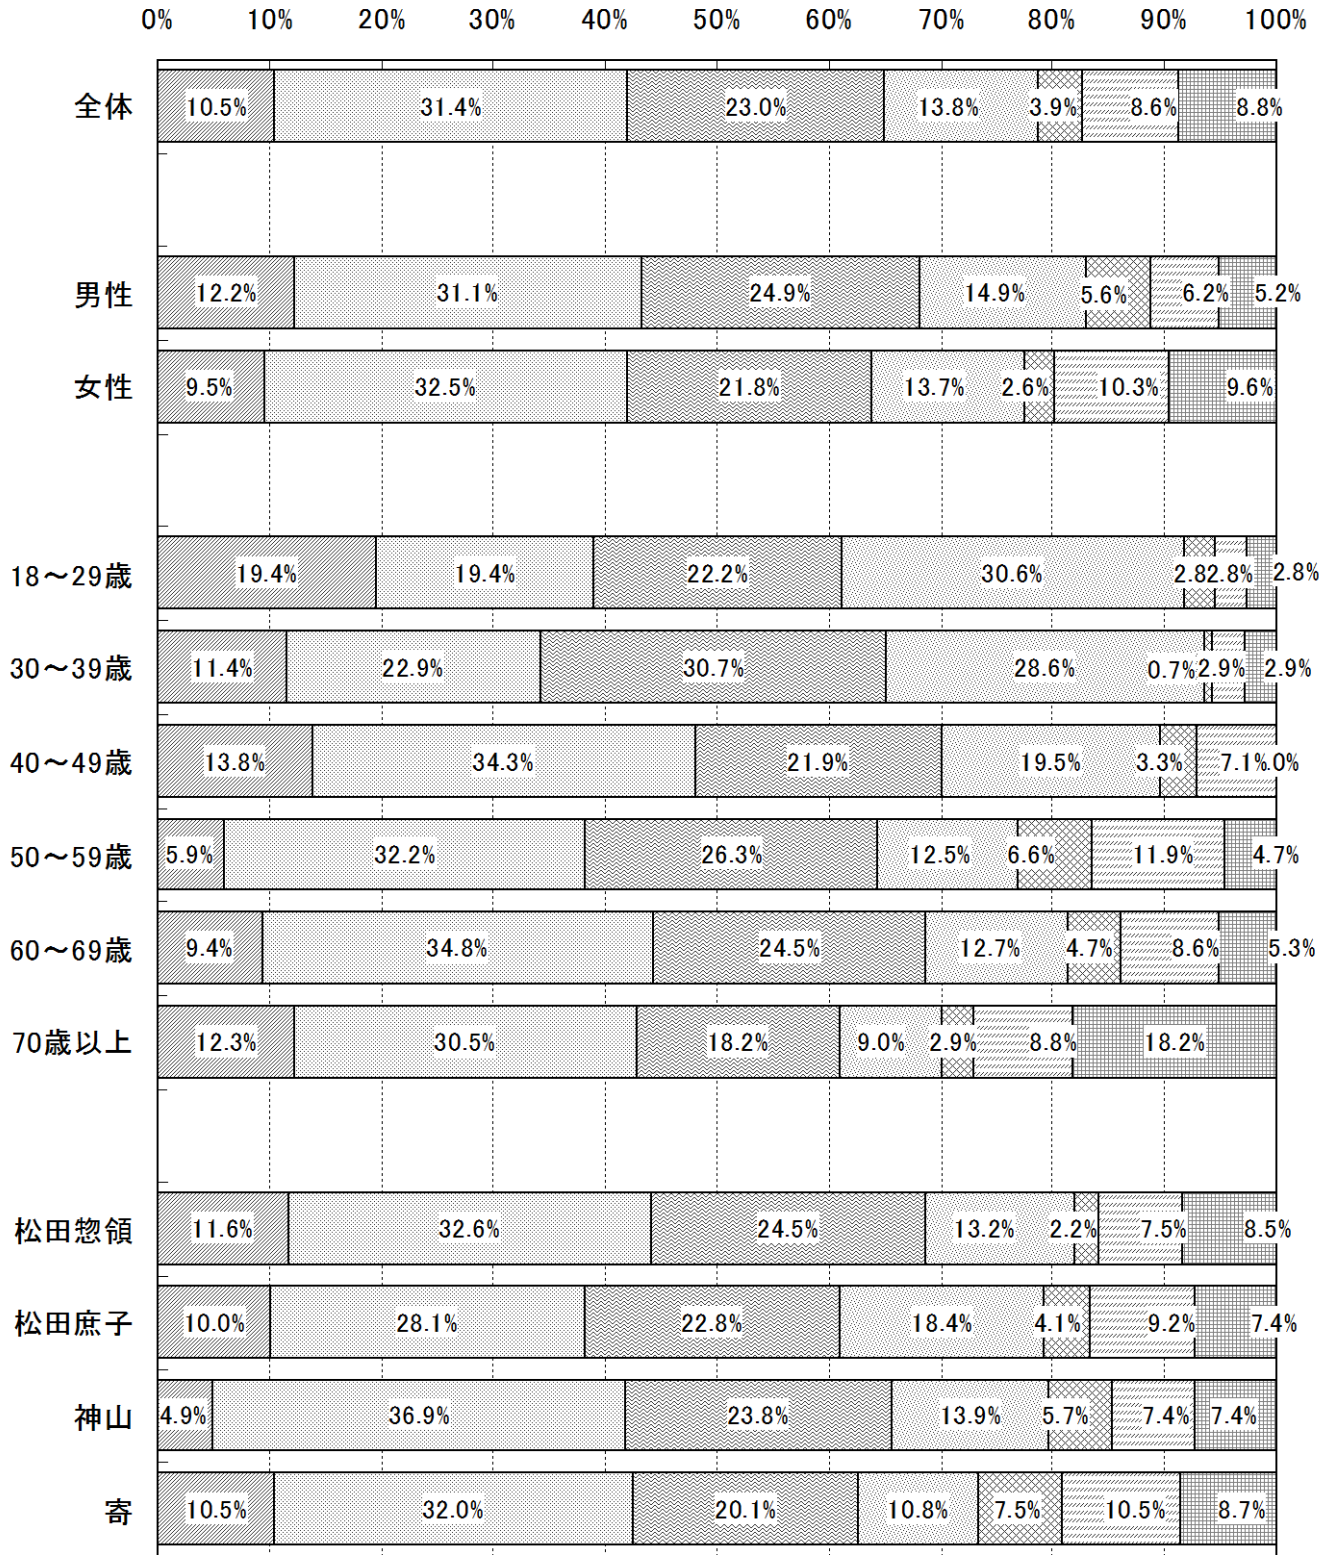 0% 10% 20% 30% 40% 50% 60% 70% 80% 90% 100%
全体 10.5% 31.4% 23.0% 13.8% 3.9% 8.6% 8.8%
男性 12.2% 31.1% 24.9% 14.9% 5.6% 6.2% 5.2%
女性 9.5% 32.5% 21.8% 13.7% 2.6% 10.3% 9.6%
18～29歳 19.4% 19.4% 22.2% 30.6% 2.8 2.8% 2.8%
30～39歳 11.4% 22.9% 30.7% 28.6% 0.7% 2.9% 2.9%
40～49歳 13.8% 34.3% 21.9% 19.5% 3.3% 7.1% .0%
50～59歳 5.9% 32.2% 26.3% 12.5% 6.6% 11.9% 4.7%
60～69歳 9.4% 34.8% 24.5% 12.7% 4.7% 8.6% 5.3%
70歳以上 12.3% 30.5% 18.2% 9.0% 2.9% 8.8% 18.2%
松田惣領 11.6% 32.6% 24.5% 13.2% 2.2% 7.5% 8.5%
松田庶子 10.0% 28.1% 22.8% 18.4% 4.1% 9.2% 7.4%
神山 4.9% 36.9% 23.8% 13.9% 5.7% 7.4% 7.4%
寄 10.5% 32.0% 20.1% 10.8% 7.5% 10.5% 8.7%